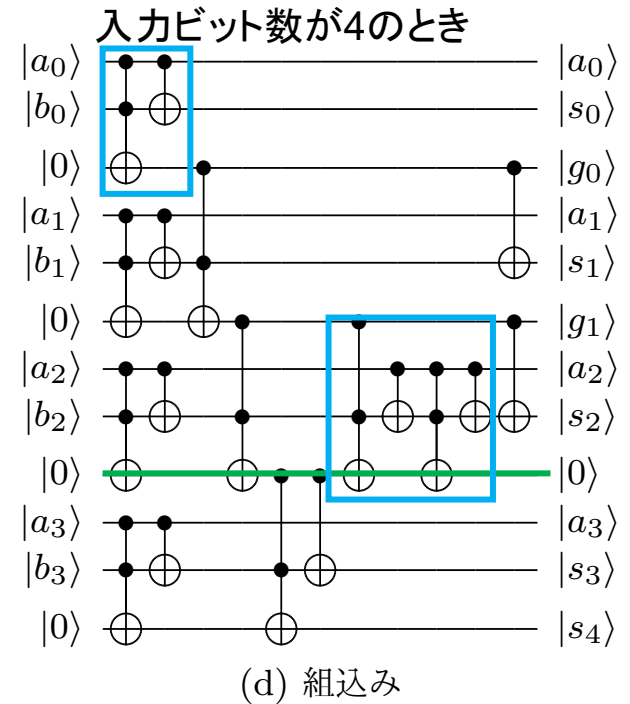 入力ビット数が4のとき
|a₀⟩ |a₀⟩
|b₀⟩ |s₀⟩
|0⟩ |g₀⟩
|a₁⟩ |a₁⟩
|b₁⟩ |s₁⟩
|0⟩ |g₁⟩
|a₂⟩ |a₂⟩
|b₂⟩ |s₂⟩
|0⟩ |0⟩
|a₃⟩ |a₃⟩
|b₃⟩ |s₃⟩
|0⟩ |s₄⟩
(d) 組込み